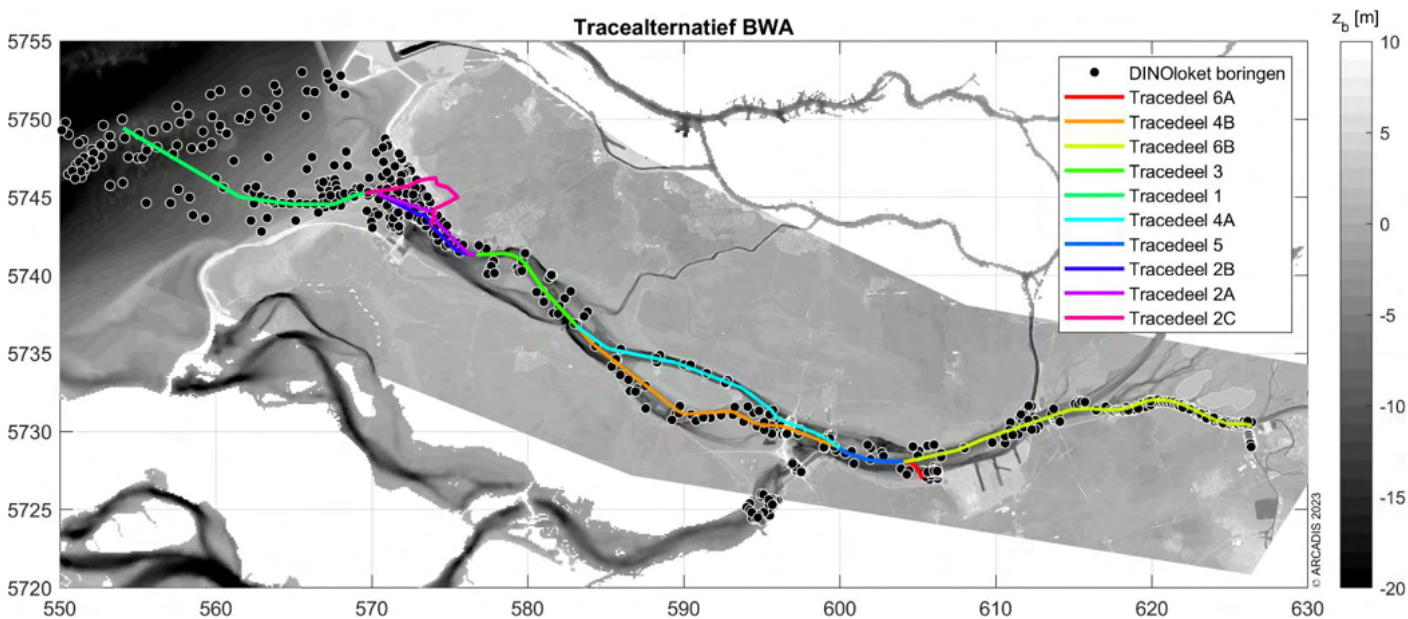 Tracealternatief BWA
z_b [m]
5755
5750
5745
5740
5735
5730
5725
5720
550
560
570
580
590
600
610
620
630
DINOloket boringen
Tracedeel 6A
Tracedeel 4B
Tracedeel 6B
Tracedeel 3
Tracedeel 1
Tracedeel 4A
Tracedeel 5
Tracedeel 2B
Tracedeel 2A
Tracedeel 2C
© ARCADIS 2023
10
5
0
-5
-10
-15
-20